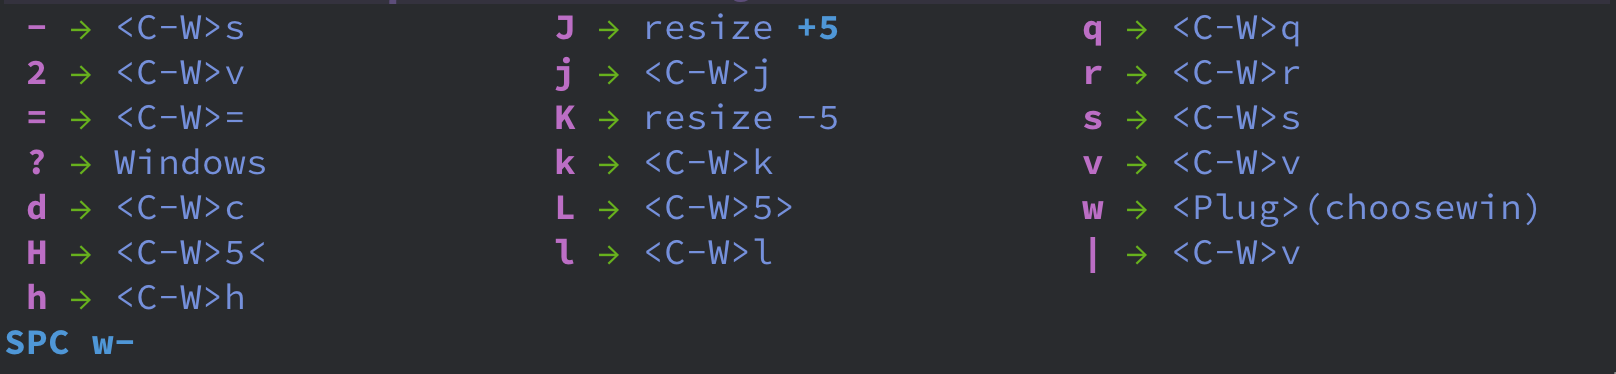 - → <C-W>s J → resize +5 q → <C-W>q
2 → <C-W>v j → <C-W>j r → <C-W>r
= → <C-W>= K → resize -5 s → <C-W>s
? → Windows k → <C-W>k v → <C-W>v
d → <C-W>c L → <C-W>5> w → <Plug>(choosewin)
H → <C-W>5< l → <C-W>l | → <C-W>v
h → <C-W>h
SPC w-